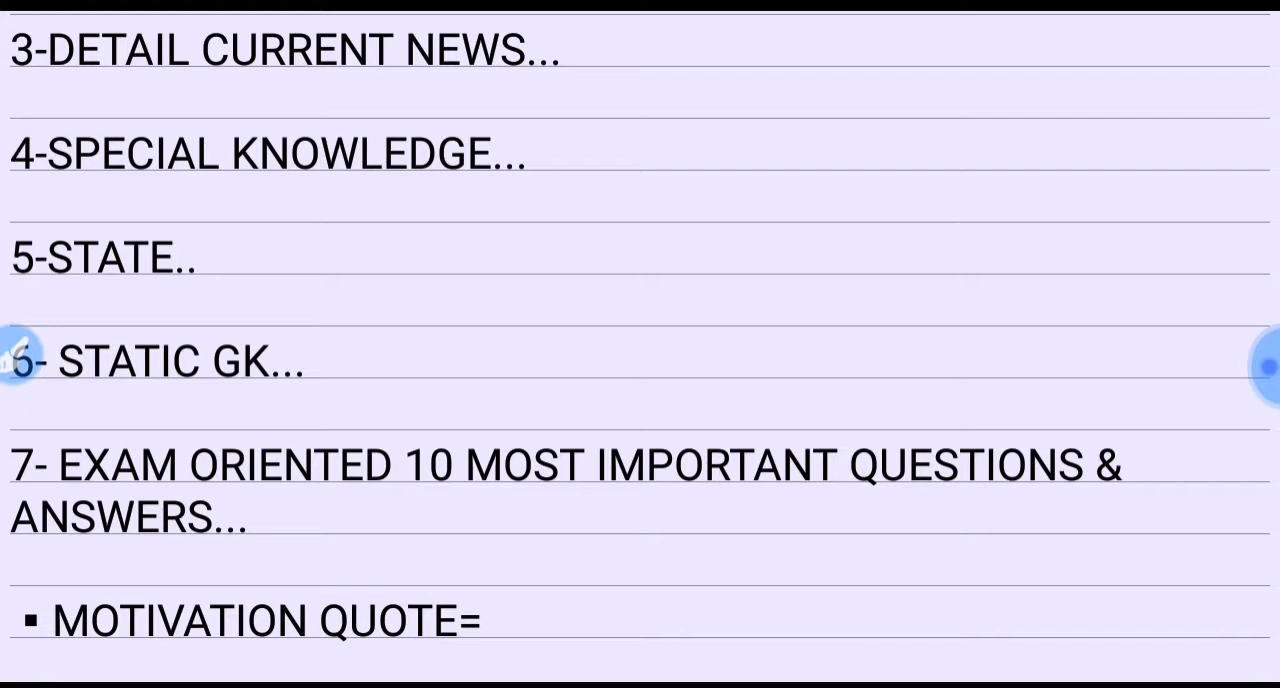 3-DETAIL CURRENT NEWS...
4-SPECIAL KNOWLEDGE...
5-STATE..
6- STATIC GK...
7- EXAM ORIENTED 10 MOST IMPORTANT QUESTIONS &
ANSWERS...
▪ MOTIVATION QUOTE=